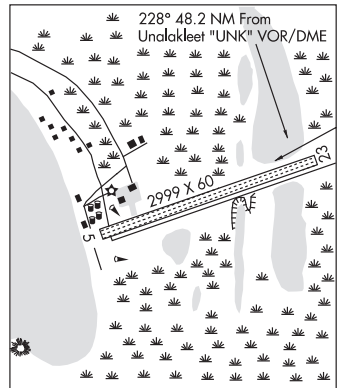 228° 48.2 NM From
Unalakleet "UNK" VOR/DME
2999 X 60
23
5